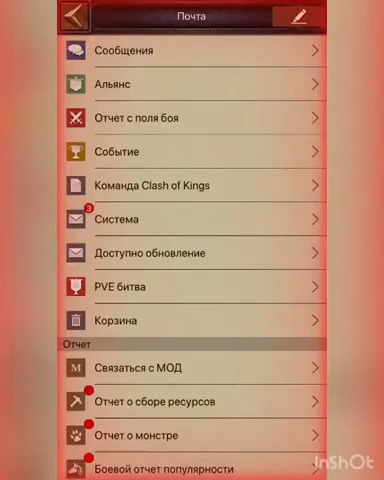 Почта
Сообщения
Альянс
Отчет с поля боя
Событие
Команда Clash of Kings
3
Система
Доступно обновление
PVE битва
Корзина
Отчет
M
Связаться с МОД
Отчет о сборе ресурсов
Отчет о монстре
Боевой отчет популярности
InShOt